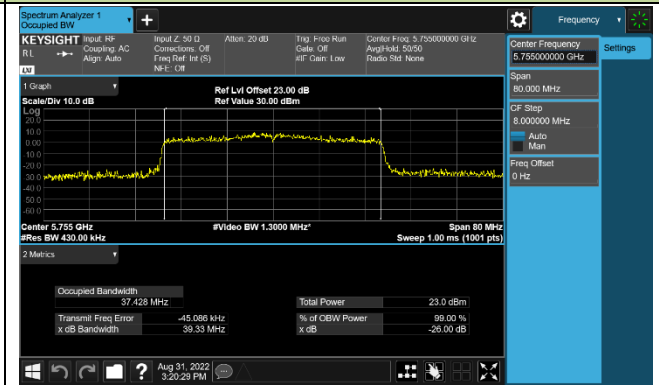 Spectrum Analyzer 1
Occupied BW
+
Frequency
KEYSIGHT
RL
LXI
Input: RF
Coupling: AC
Align: Auto
Input Z: 50 Ω
Corrections: Off
Freq Ref: Int (S)
NFE: Off
Atten: 20 dB
Trig: Free Run
Gate: Off
#IF Gain: Low
Center Freq: 5.755000000 GHz
Avg|Hold: 50/50
Radio Std: None
Center Frequency
5.755000000 GHz
Settings
Span
80.000 MHz
CF Step
8.000000 MHz
Auto
Man
Freq Offset
0 Hz
1 Graph
Scale/Div 10.0 dB
Ref Lvl Offset 23.00 dB
Ref Value 30.00 dBm
Log
20.0
10.0
0.00
-10.0
-20.0
-30.0
-40.0
-50.0
-60.0
Center 5.755 GHz
#Res BW 430.00 kHz
#Video BW 1.3000 MHz*
Span 80 MHz
Sweep 1.00 ms (1001 pts)
2 Metrics
Occupied Bandwidth
37.428 MHz
Total Power 23.0 dBm
Transmit Freq Error -45.086 kHz
% of OBW Power 99.00 %
x dB Bandwidth 39.33 MHz
x dB -26.00 dB
?
Aug 31, 2022
3:20:29 PM